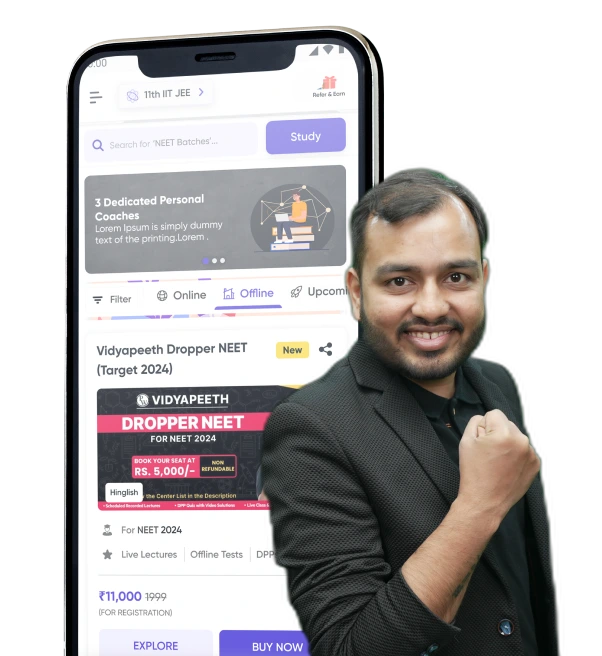 11th IIT JEE
Refer & Earn
Search for 'NEET Batches'...
Study
3 Dedicated Personal
Coaches
Lorem Ipsum is simply dummy
text of the printing.Lorem .
Filter
Online
Offline
Upcomi
Vidyapeeth Dropper NEET
(Target 2024)
New
VIDYAPEETH
DROPPER NEET
FOR NEET 2024
BOOK YOUR SEAT AT
RS. 5,000/-
NON
REFUNDABLE
Hinglish
the Center List in the Description
• Scheduled Recorded Lectures • DPP Quiz with Video Solutions • Live Class
For NEET 2024
Live Lectures
Offline Tests
DPP
₹11,000 1999
(FOR REGISTRATION)
EXPLORE
BUY NOW